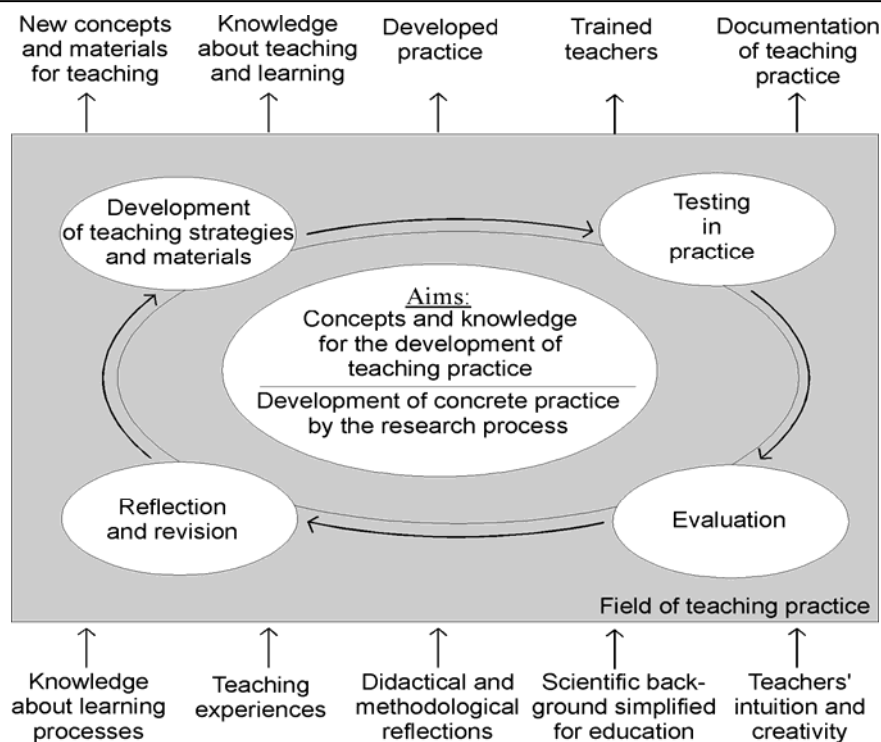 New concepts
and materials
for teaching
Knowledge
about teaching
and learning
Developed
practice
Trained
teachers
Documentation
of teaching
practice
Development
of teaching strategies
and materials
Testing
in
practice
Aims:
Concepts and knowledge
for the development of
teaching practice
Development of concrete practice
by the research process
Reflection
and revision
Evaluation
Field of teaching practice
Knowledge
about learning
processes
Teaching
experiences
Didactical and
methodological
reflections
Scientific back-
ground simplified
for education
Teachers'
intuition and
creativity